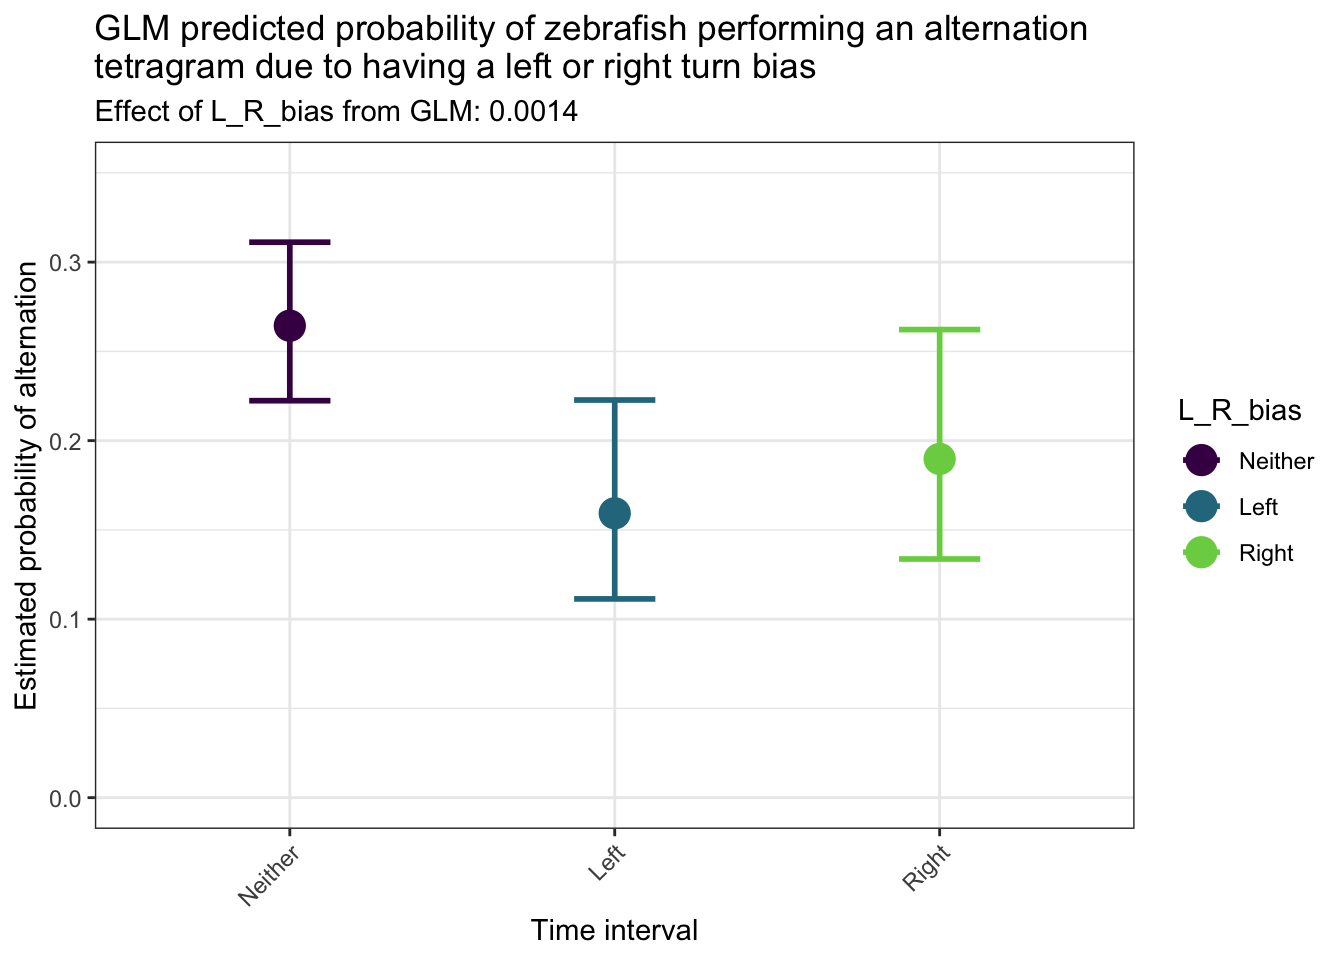 GLM predicted probability of zebrafish performing an alternation
tetragram due to having a left or right turn bias
Effect of L_R_bias from GLM: 0.0014
Estimated probability of alternation
0.3
0.2
0.1
0.0
Neither
Left
Right
Time interval
L_R_bias
Neither
Left
Right